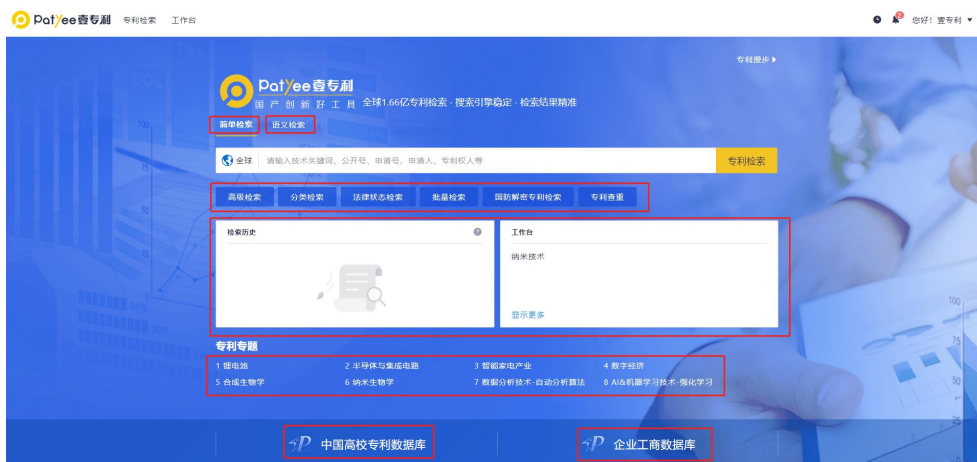 Patyee壹专利 专利检索 工作台 2 您好！壹专利
专利漫步
Patyee壹专利
国产创新好工具 全球1.66亿专利检索 · 搜索引擎稳定 · 检索结果精准
简单检索 语义检索
全球 请输入技术关键词、公开号、申请号、申请人、专利权人等 专利检索
高级检索 分类检索 法律状态检索 批量检索 国防解密专利检索 专利查重
检索历史 ? 工作台
纳米技术
显示更多
专利专题
1 锂电池 2 半导体与集成电路 3 智能家电产业 4 数字经济
5 合成生物学 6 纳米生物学 7 数据分析技术-自动分析算法 8 AI&机器学习技术-强化学习
中国高校专利数据库 企业工商数据库